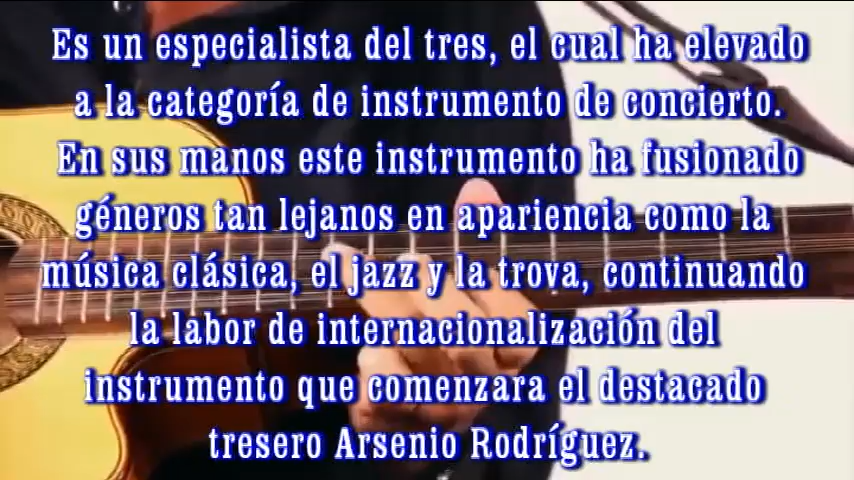 Es un especialista del tres, el cual ha elevado
a la categoría de instrumento de concierto.
En sus manos este instrumento ha fusionado
géneros tan lejanos en apariencia como la
música clásica, el jazz y la trova, continuando
la labor de internacionalización del
instrumento que comenzara el destacado
tresero Arsenio Rodríguez.